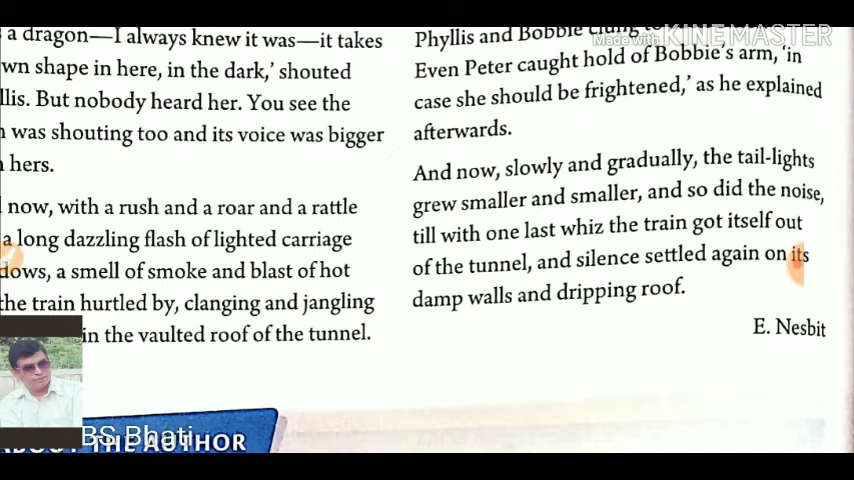 a dragon—I always knew it was—it takes
wn shape in here, in the dark,' shouted
llis. But nobody heard her. You see the
was shouting too and its voice was bigger
hers.
now, with a rush and a roar and a rattle
a long dazzling flash of lighted carriage
dows, a smell of smoke and blast of hot
the train hurtled by, clanging and jangling
in the vaulted roof of the tunnel.
Phyllis and Bobbie clung
Even Peter caught hold of Bobbie's arm, 'in
case she should be frightened,' as he explained
afterwards.
And now, slowly and gradually, the tail-lights
grew smaller and smaller, and so did the noise,
till with one last whiz the train got itself out
of the tunnel, and silence settled again on its
damp walls and dripping roof.
E. Nesbit
ABOUT THE AUTHOR
BS Bhati
Made with KINEMASTER